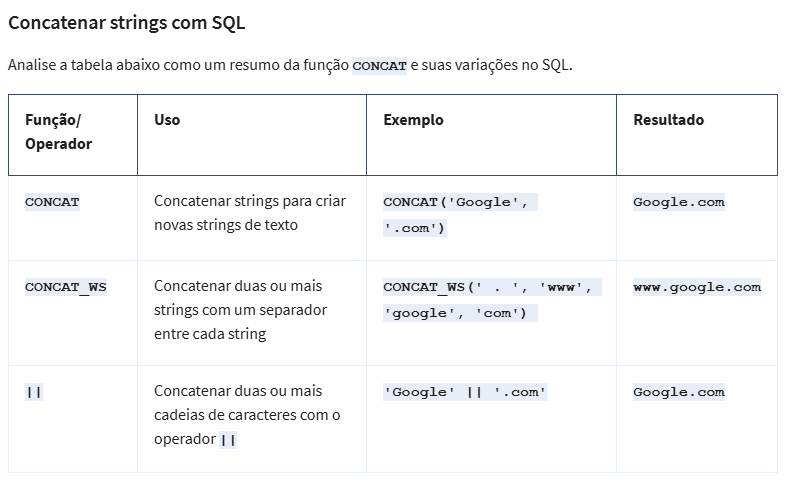 Concatenar strings com SQL
Analise a tabela abaixo como um resumo da função CONCAT e suas variações no SQL.
Função/
Operador
Uso
Exemplo
Resultado
CONCAT
Concatenar strings para criar
novas strings de texto
CONCAT('Google',
'.com')
Google.com
CONCAT_WS
Concatenar duas ou mais
strings com um separador
entre cada string
CONCAT_WS(' . ', 'www',
'google', 'com')
www.google.com
||
Concatenar duas ou mais
cadeias de caracteres com o
operador ||
'Google' || '.com'
Google.com